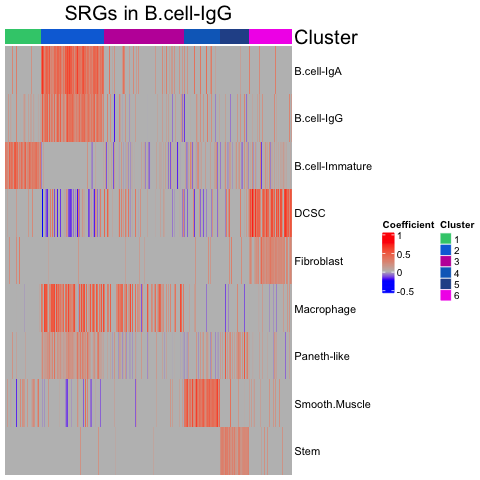 SRGs in B.cell-IgG
Cluster
B.cell-IgA
B.cell-IgG
B.cell-Immature
DCSC
Fibroblast
Macrophage
Paneth-like
Smooth.Muscle
Stem
Coefficient
1
0.5
0
-0.5
Cluster
1
2
3
4
5
6